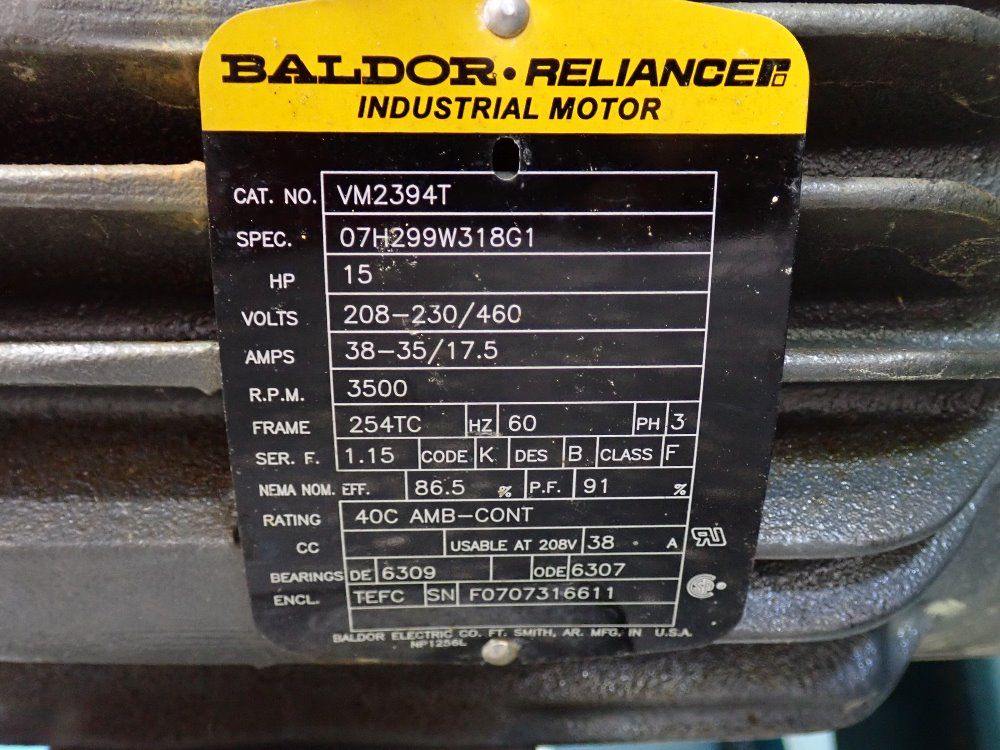 BALDOR • RELIANCER
INDUSTRIAL MOTOR
CAT. NO. VM2394T
SPEC. 07H299W318G1
HP 15
VOLTS 208-230/460
AMPS 38-35/17.5
R.P.M. 3500
FRAME 254TC HZ 60 PH 3
SER. F. 1.15 CODE K DES B CLASS F
NEMA NOM. EFF. 86.5 % P.F. 91 %
RATING 40C AMB-CONT
CC USABLE AT 208V 38 A
BEARINGS DE 6309 ODE 6307
ENCL. TEFC SN F0707316611
BALDOR ELECTRIC CO. FT. SMITH, AR. MFG. IN U.S.A.
NP1256L